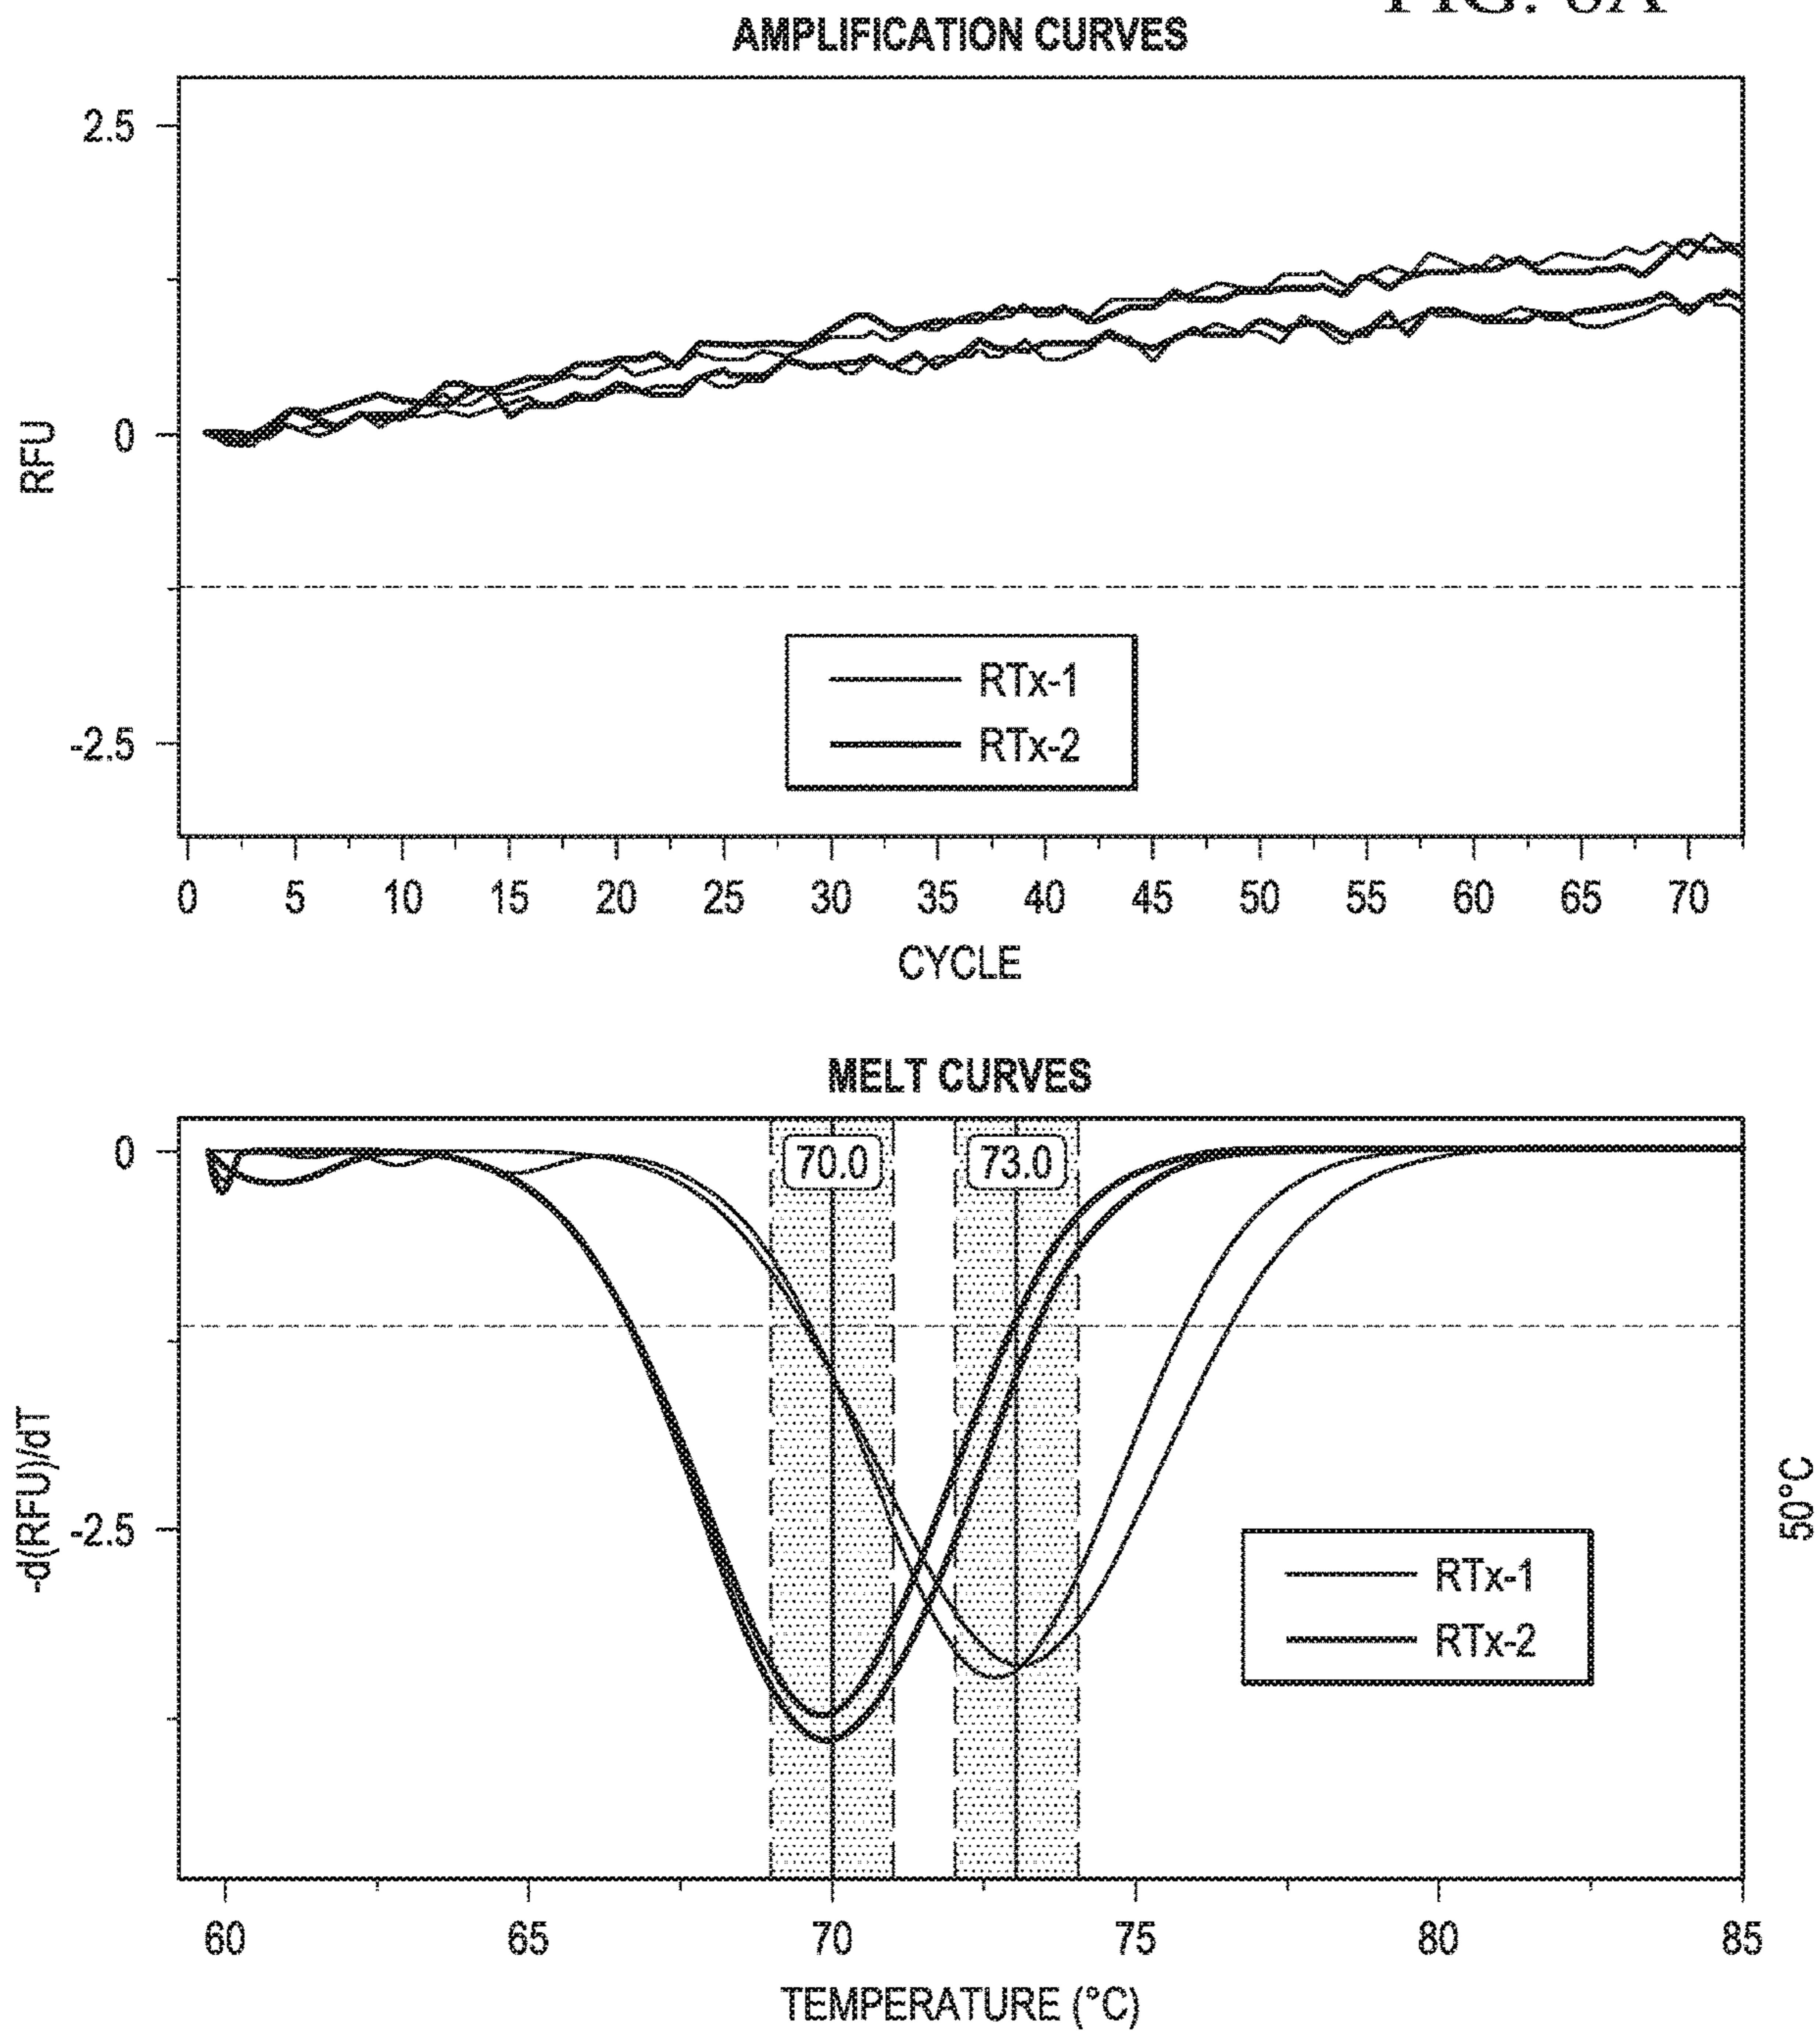 AMPLIFICATION CURVES
2.5
0
-2.5
RFU
RTx-1
RTx-2
0 5 10 15 20 25 30 35 40 45 50 55 60 65 70
CYCLE
MELT CURVES
0
70.0 73.0
-2.5
-d(RFU)/dT
50°C
RTx-1
RTx-2
60 65 70 75 80 85
TEMPERATURE (°C)